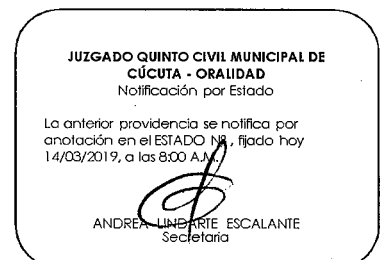 JUZGADO QUINTO CIVIL MUNICIPAL DE
CÚCUTA - ORALIDAD
Notificación por Estado
La anterior providencia se notifica por
anotación en el ESTADO Nº , fijado hoy
14/03/2019, a las 8:00 A.M.
ANDREA LINDARTE ESCALANTE
Secretaria